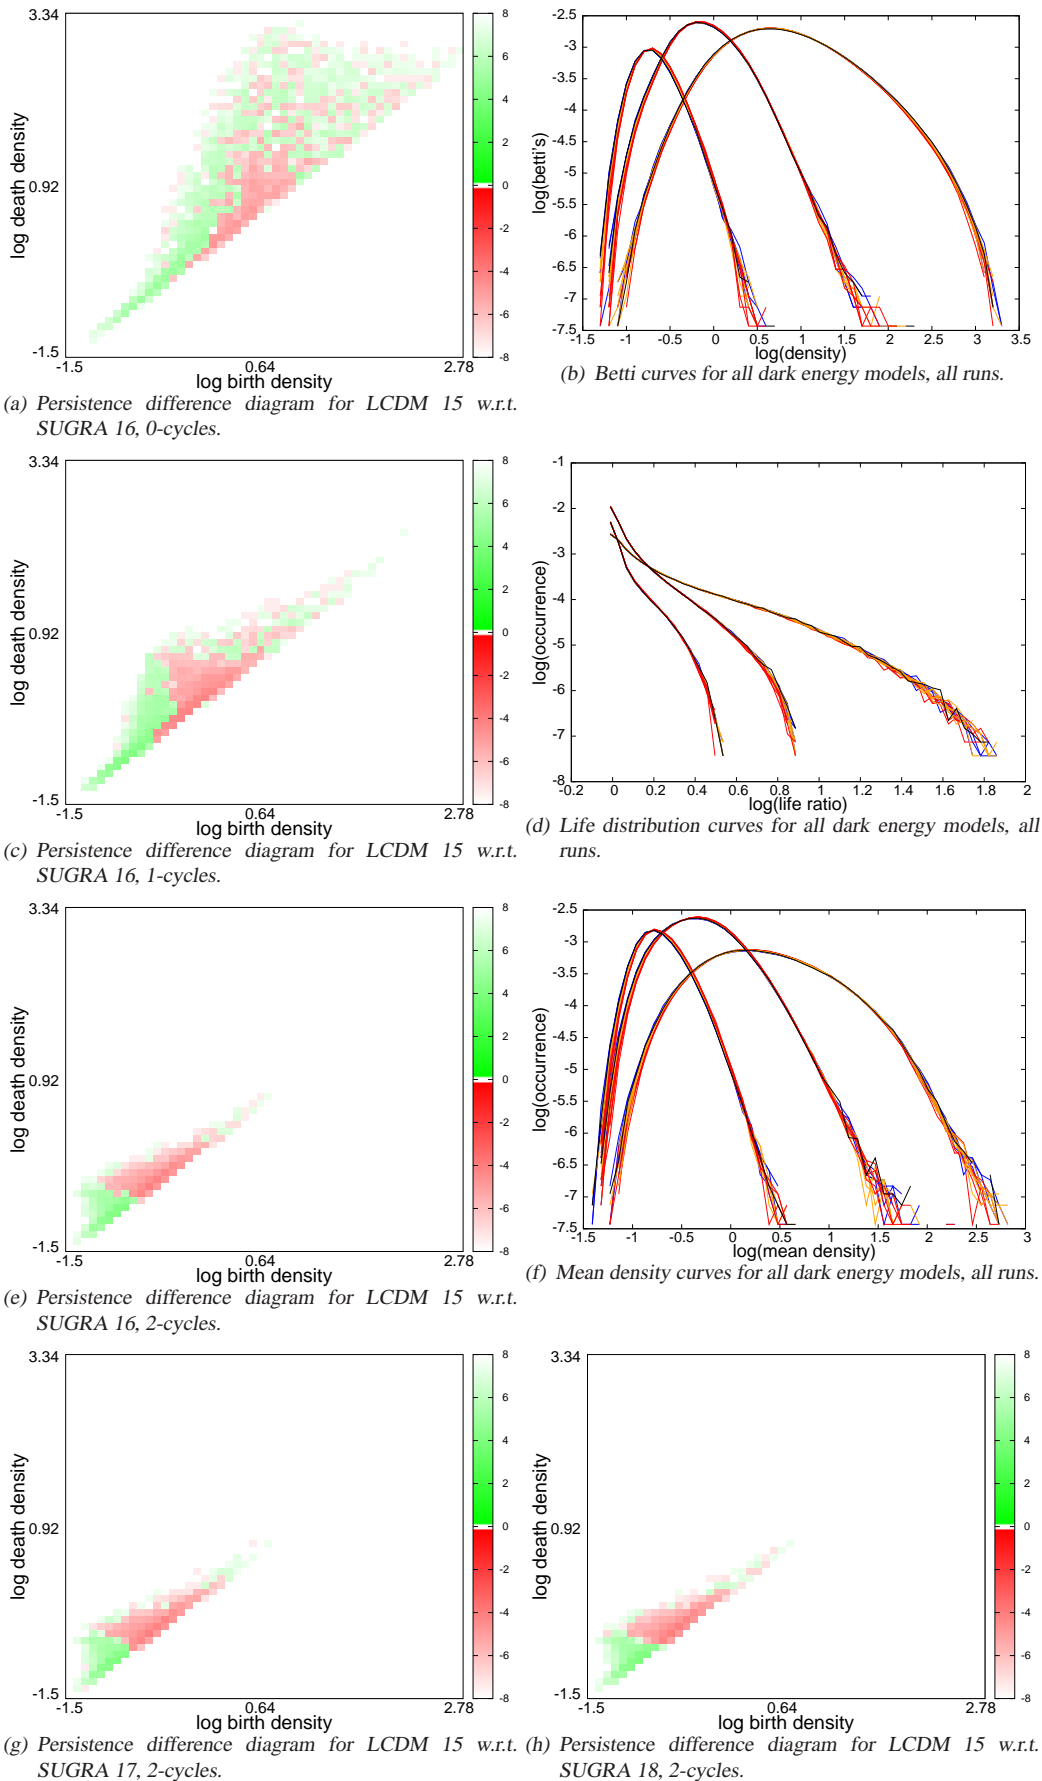 3.34
0.92
-1.5
-1.5 0.64 2.78
log death density
log birth density
8
6
4
2
0
-2
-4
-6
-8
(a) Persistence difference diagram for LCDM 15 w.r.t.
SUGRA 16, 0-cycles.
-2.5
-3
-3.5
-4
-4.5
-5
-5.5
-6
-6.5
-7
-7.5
-1.5 -1 -0.5 0 0.5 1 1.5 2 2.5 3 3.5
log(betti's)
log(density)
(b) Betti curves for all dark energy models, all runs.
3.34
0.92
-1.5
-1.5 0.64 2.78
log death density
log birth density
8
6
4
2
0
-2
-4
-6
-8
(c) Persistence difference diagram for LCDM 15 w.r.t.
SUGRA 16, 1-cycles.
-1
-2
-3
-4
-5
-6
-7
-8
-0.2 0 0.2 0.4 0.6 0.8 1 1.2 1.4 1.6 1.8 2
log(occurrence)
log(life ratio)
(d) Life distribution curves for all dark energy models, all
runs.
3.34
0.92
-1.5
-1.5 0.64 2.78
log death density
log birth density
8
6
4
2
0
-2
-4
-6
-8
(e) Persistence difference diagram for LCDM 15 w.r.t.
SUGRA 16, 2-cycles.
-2.5
-3
-3.5
-4
-4.5
-5
-5.5
-6
-6.5
-7
-7.5
-1.5 -1 -0.5 0 0.5 1 1.5 2 2.5 3
log(occurrence)
log(mean density)
(f) Mean density curves for all dark energy models, all runs.
3.34
0.92
-1.5
-1.5 0.64 2.78
log death density
log birth density
8
6
4
2
0
-2
-4
-6
-8
(g) Persistence difference diagram for LCDM 15 w.r.t.
SUGRA 17, 2-cycles.
3.34
0.92
-1.5
-1.5 0.64 2.78
log death density
log birth density
8
6
4
2
0
-2
-4
-6
-8
(h) Persistence difference diagram for LCDM 15 w.r.t.
SUGRA 18, 2-cycles.